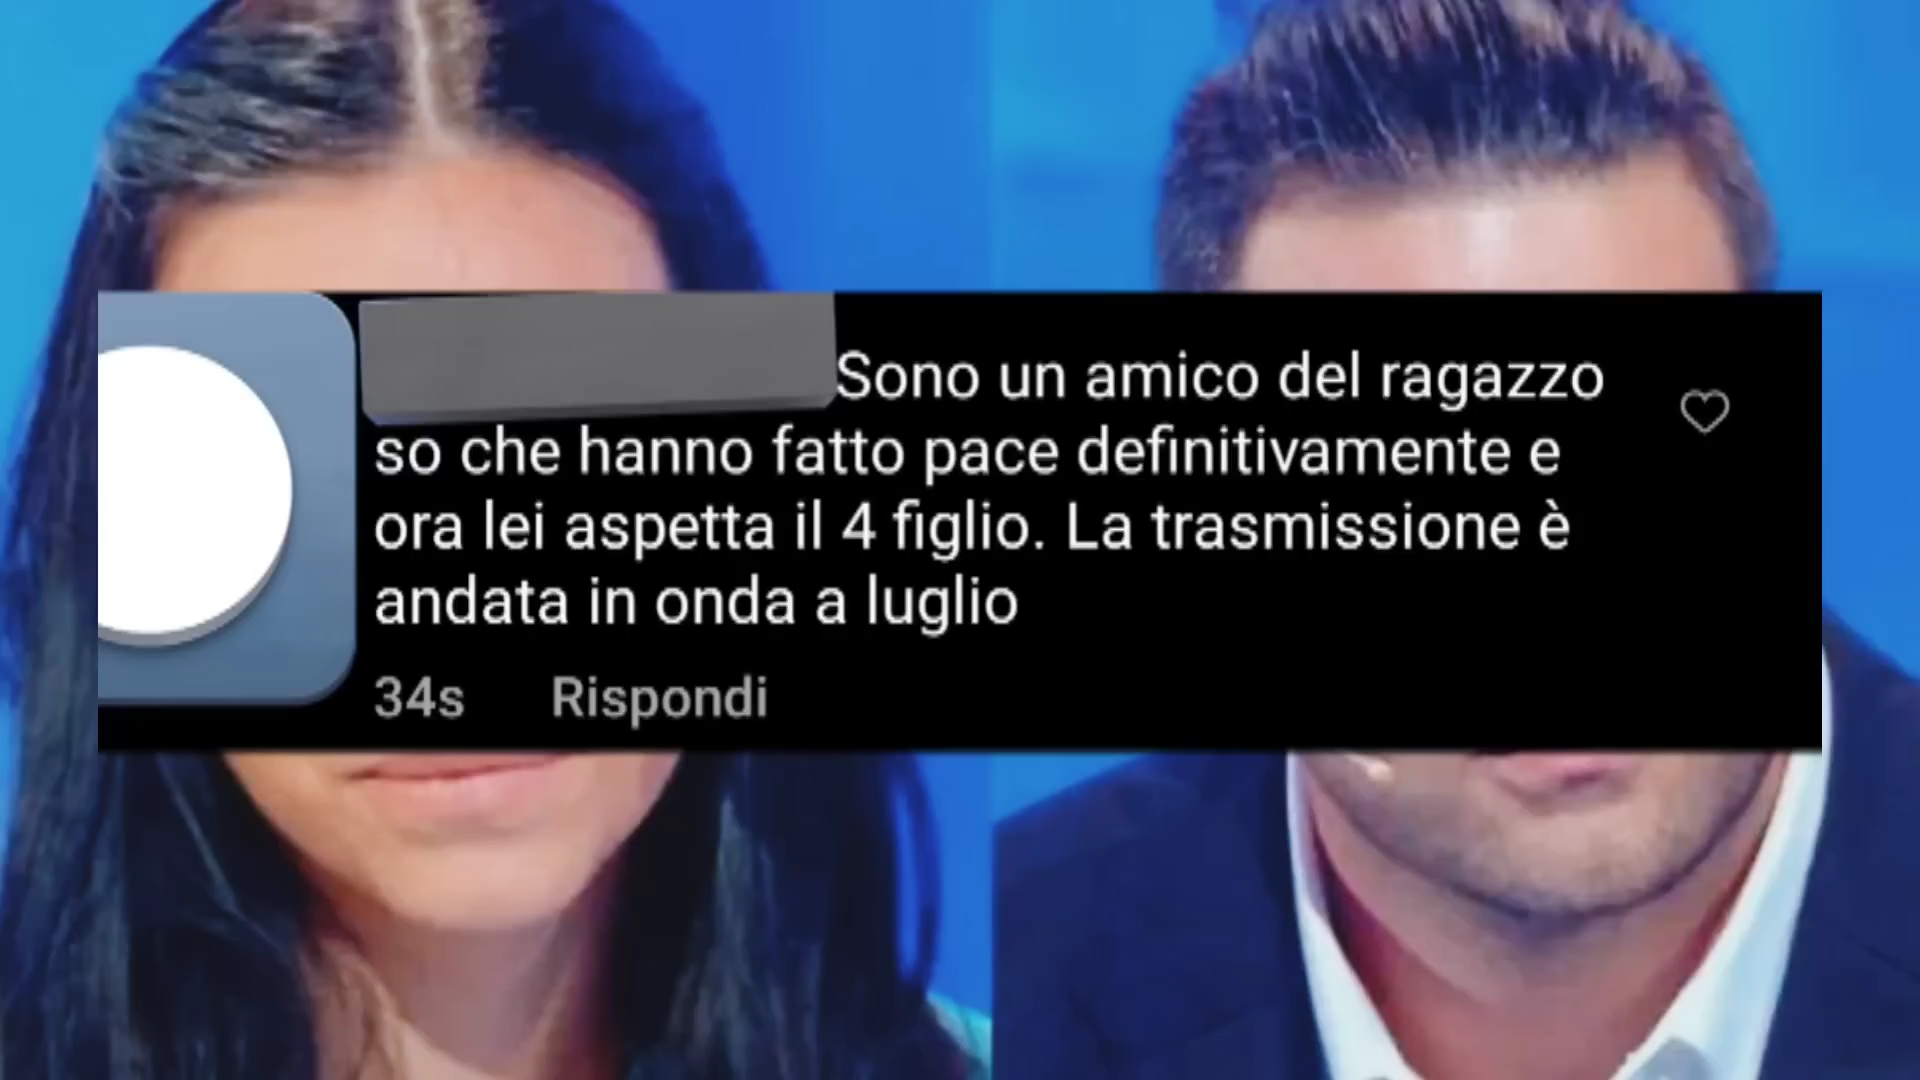 Sono un amico del ragazzo
so che hanno fatto pace definitivamente e
ora lei aspetta il 4 figlio. La trasmissione è
andata in onda a luglio
34s Rispondi